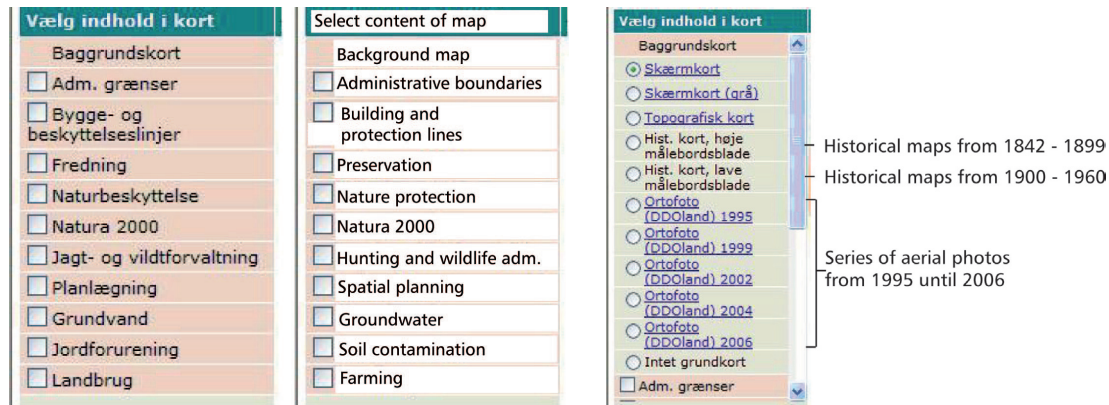 Vælg indhold i kort
Baggrundskort
Adm. grænser
Bygge- og
beskyttelseslinjer
Fredning
Naturbeskyttelse
Natura 2000
Jagt- og vildtforvaltning
Planlægning
Grundvand
Jordforurening
Landbrug
Select content of map
Background map
Administrative boundaries
Building and
protection lines
Preservation
Nature protection
Natura 2000
Hunting and wildlife adm.
Spatial planning
Groundwater
Soil contamination
Farming
Vælg indhold i kort
Baggrundskort
Skærmkort
Skærmkort (grå)
Topografisk kort
Hist. kort, høje
målebordsblade
Hist. kort, lave
målebordsblade
Ortofoto
(DDOland) 1995
Ortofoto
(DDOland) 1999
Ortofoto
(DDOland) 2002
Ortofoto
(DDOland) 2004
Ortofoto
(DDOland) 2006
Intet grundkort
Adm. grænser
Historical maps from 1842 - 1899
Historical maps from 1900 - 1960
Series of aerial photos
from 1995 until 2006